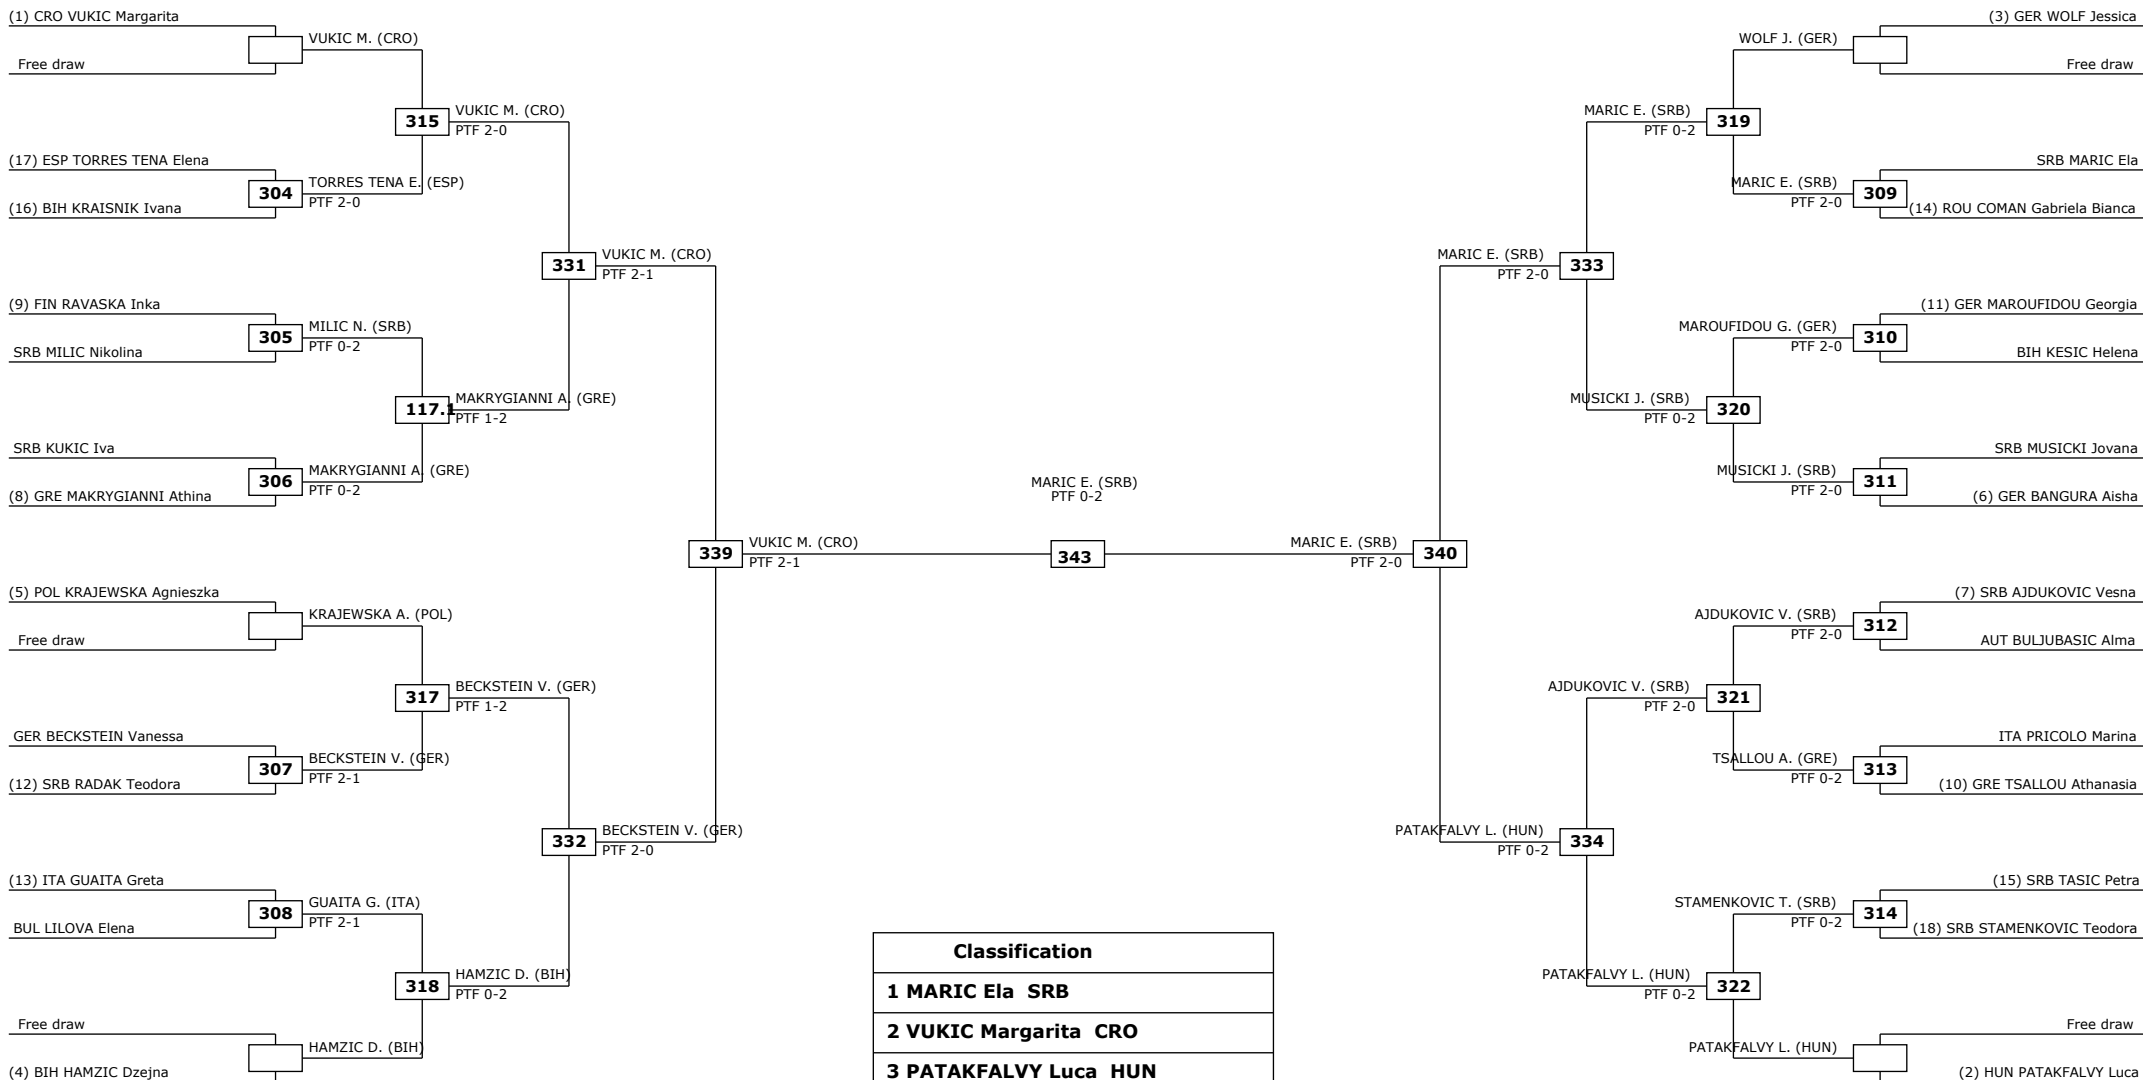 (1) CRO VUKIC Margarita
VUKIC M. (CRO)
Free draw
315
VUKIC M. (CRO)
PTF 2-0
(17) ESP TORRES TENA Elena
304
TORRES TENA E. (ESP)
PTF 2-0
(16) BIH KRAISNIK Ivana
331
VUKIC M. (CRO)
PTF 2-1
(9) FIN RAVASKA Inka
305
MILIC N. (SRB)
PTF 0-2
SRB MILIC Nikolina
117.1
MAKRYGIANNI A. (GRE)
PTF 1-2
SRB KUKIC Iva
306
MAKRYGIANNI A. (GRE)
PTF 0-2
(8) GRE MAKRYGIANNI Athina
339
VUKIC M. (CRO)
PTF 2-1
(5) POL KRAJEWSKA Agnieszka
KRAJEWSKA A. (POL)
Free draw
317
BECKSTEIN V. (GER)
PTF 1-2
GER BECKSTEIN Vanessa
307
BECKSTEIN V. (GER)
PTF 2-1
(12) SRB RADAK Teodora
332
BECKSTEIN V. (GER)
PTF 2-0
(13) ITA GUAITA Greta
308
GUAITA G. (ITA)
PTF 2-1
BUL LILOVA Elena
318
HAMZIC D. (BIH)
PTF 0-2
Free draw
HAMZIC D. (BIH)
(4) BIH HAMZIC Dzejna
MARIC E. (SRB)
PTF 0-2
343
(3) GER WOLF Jessica
WOLF J. (GER)
Free draw
MARIC E. (SRB)
PTF 0-2
319
SRB MARIC Ela
MARIC E. (SRB)
PTF 2-0
309
(14) ROU COMAN Gabriela Bianca
MARIC E. (SRB)
PTF 2-0
333
(11) GER MAROUFIDOU Georgia
MAROUFIDOU G. (GER)
PTF 2-0
310
BIH KESIC Helena
MUSICKI J. (SRB)
PTF 0-2
320
SRB MUSICKI Jovana
MUSICKI J. (SRB)
PTF 2-0
311
(6) GER BANGURA Aisha
MARIC E. (SRB)
PTF 2-0
340
(7) SRB AJDUKOVIC Vesna
AJDUKOVIC V. (SRB)
PTF 2-0
312
AUT BULJUBASIC Alma
AJDUKOVIC V. (SRB)
PTF 2-0
321
ITA PRICOLO Marina
TSALLOU A. (GRE)
PTF 0-2
313
(10) GRE TSALLOU Athanasia
PATAKFALVY L. (HUN)
PTF 0-2
334
(15) SRB TASIC Petra
STAMENKOVIC T. (SRB)
PTF 0-2
314
(18) SRB STAMENKOVIC Teodora
PATAKFALVY L. (HUN)
PTF 0-2
322
Free draw
PATAKFALVY L. (HUN)
(2) HUN PATAKFALVY Luca
Classification
1 MARIC Ela SRB
2 VUKIC Margarita CRO
3 PATAKFALVY Luca HUN